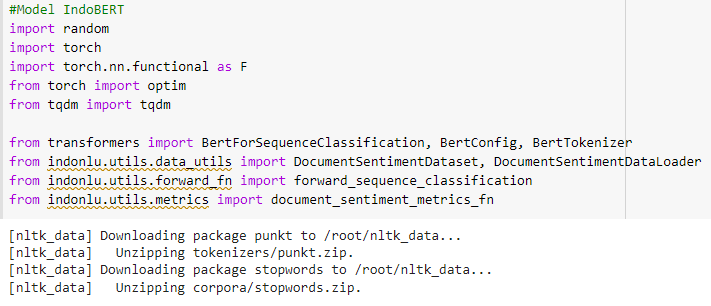 #Model IndoBERT
import random
import torch
import torch.nn.functional as F
from torch import optim
from tqdm import tqdm
from transformers import BertForSequenceClassification, BertConfig, BertTokenizer
from indonlu.utils.data_utils import DocumentSentimentDataset, DocumentSentimentDataLoader
from indonlu.utils.forward_fn import forward_sequence_classification
from indonlu.utils.metrics import document_sentiment_metrics_fn
[nltk_data] Downloading package punkt to /root/nltk_data...
[nltk_data]   Unzipping tokenizers/punkt.zip.
[nltk_data] Downloading package stopwords to /root/nltk_data...
[nltk_data]   Unzipping corpora/stopwords.zip.